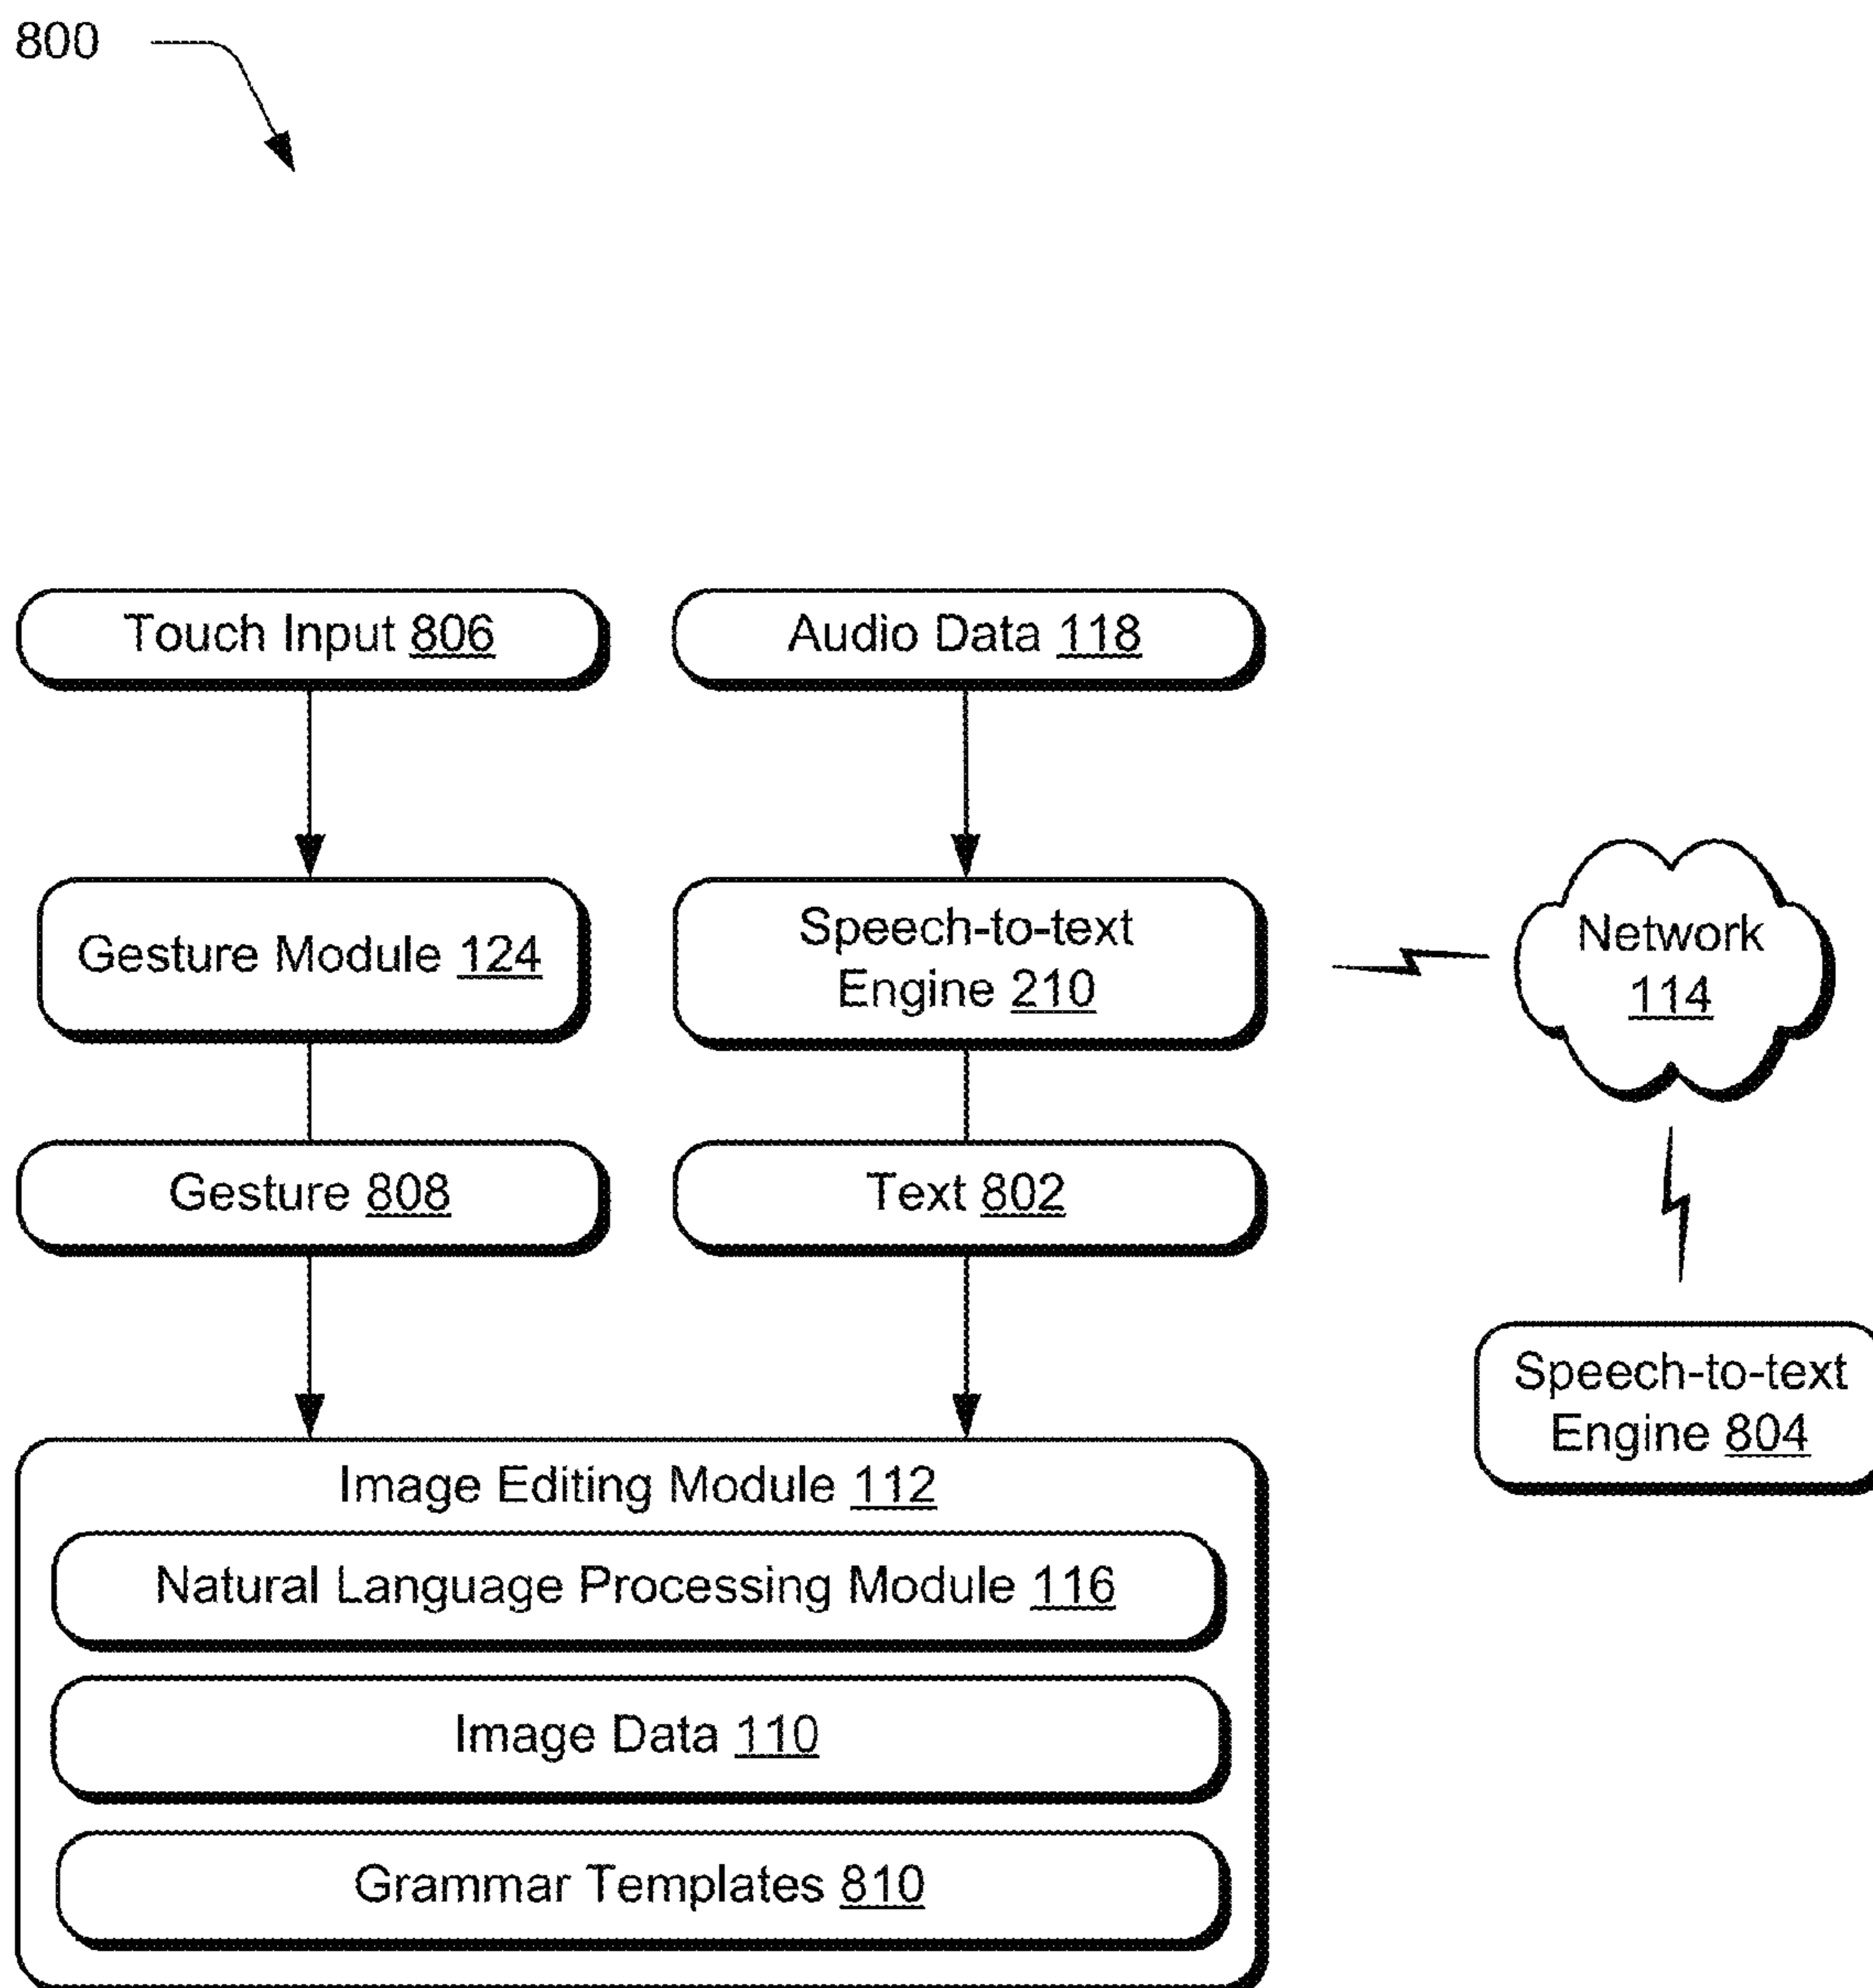 800
Touch Input 806
Audio Data 118
Gesture Module 124
Speech-to-text
Engine 210
Network
114
Gesture 808
Text 802
Speech-to-text
Engine 804
Image Editing Module 112
Natural Language Processing Module 116
Image Data 110
Grammar Templates 810